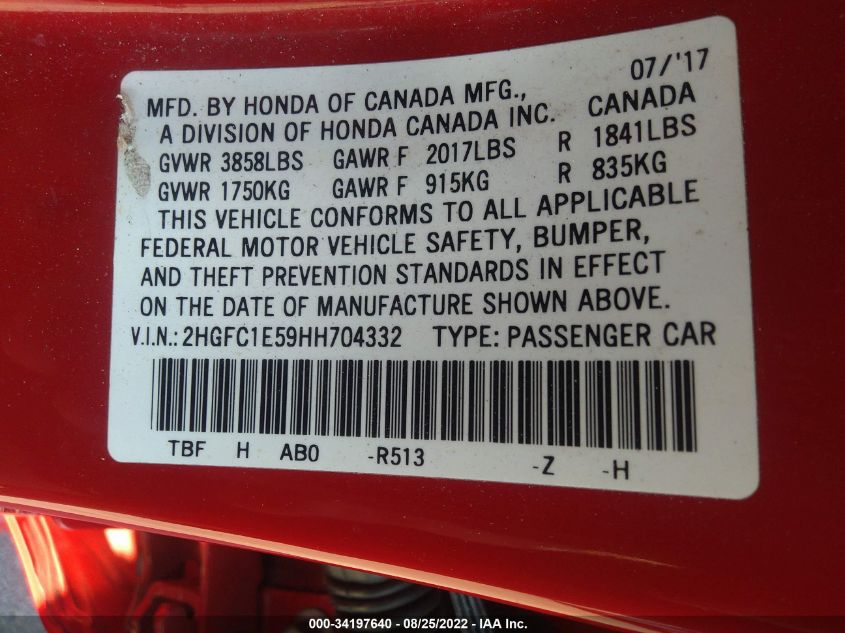 07/'17
MFD. BY HONDA OF CANADA MFG.,
A DIVISION OF HONDA CANADA INC. CANADA
GVWR 3858LBS GAWR F 2017LBS R 1841LBS
GVWR 1750KG GAWR F 915KG R 835KG
THIS VEHICLE CONFORMS TO ALL APPLICABLE
FEDERAL MOTOR VEHICLE SAFETY, BUMPER,
AND THEFT PREVENTION STANDARDS IN EFFECT
ON THE DATE OF MANUFACTURE SHOWN ABOVE.
V.I.N.: 2HGFC1E59HH704332 TYPE: PASSENGER CAR
TBF H AB0 -R513 -Z -H
000-34197640 - 08/25/2022 - IAA Inc.